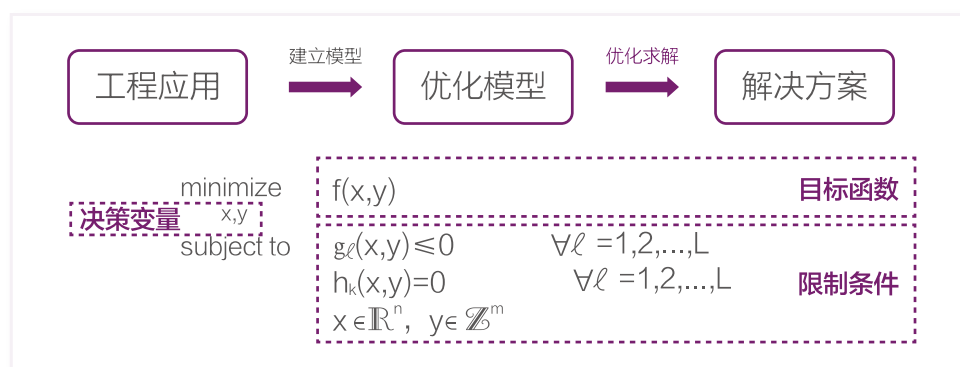 工程应用 建立模型 优化模型 优化求解 解决方案
minimize f(x,y) 目标函数
决策变量 x,y
subject to gℓ(x,y)≤0 ∀ℓ =1,2,...,L
hₖ(x,y)=0 ∀ℓ =1,2,...,L 限制条件
x∈ℝⁿ, y∈ℤᵐ